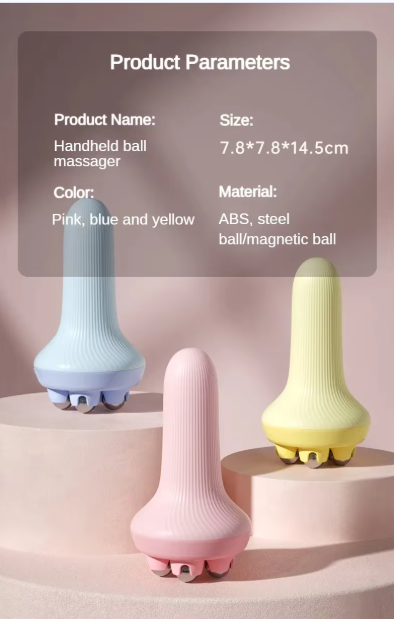 Product Parameters
Product Name:
Handheld ball
massager
Size:
7.8*7.8*14.5cm
Color:
Pink, blue and yellow
Material:
ABS, steel
ball/magnetic ball